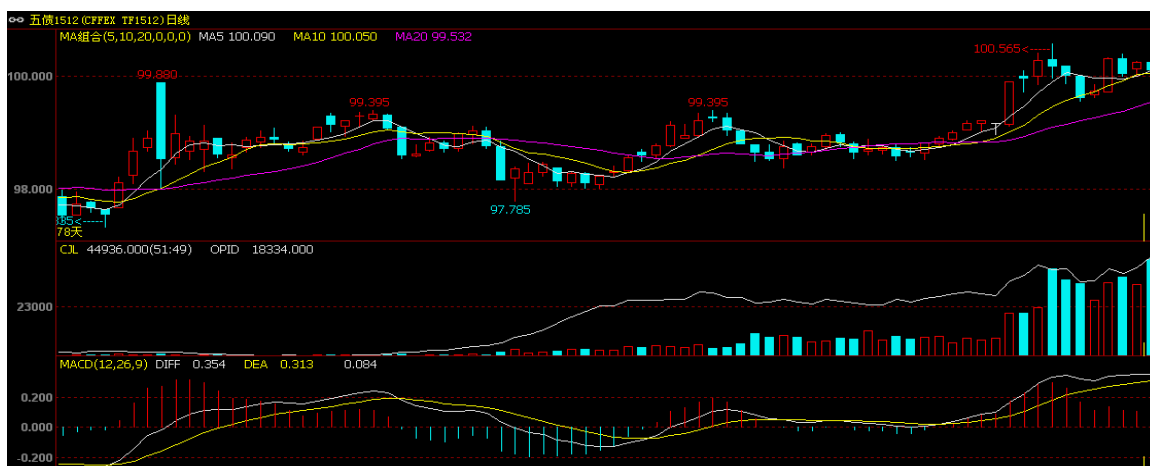 五债1512(CFFEX TF1512)日线
MA组合(5,10,20,0,0,0) MA5 100.090 MA10 100.050 MA20 99.532
100.565<-----
100.000
99.880
99.395
99.395
98.000
97.785
335<-----
78天
CJL 44936.000(51:49) OPID 18334.000
23000
MACD(12,26,9) DIFF 0.354 DEA 0.313 0.084
0.200
0.000
-0.200